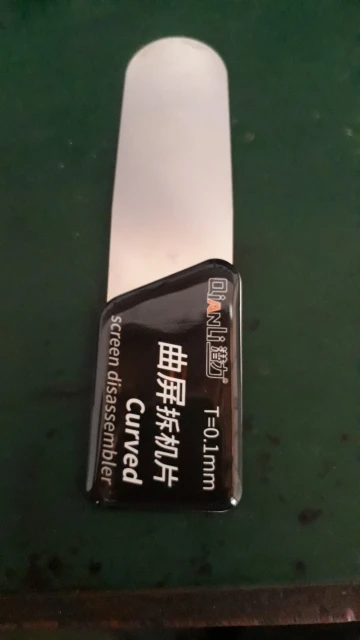 QiANLi 潜力®
T=0.1mm
曲屏拆机片
Curved
screen disassembler